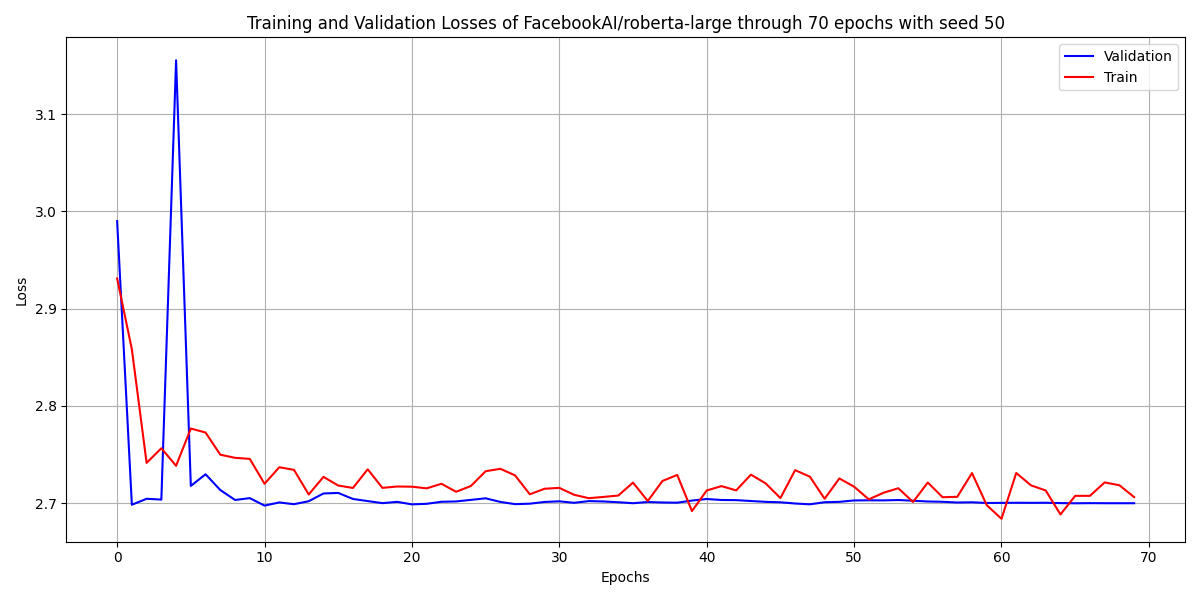 Training and Validation Losses of FacebookAI/roberta-large through 70 epochs with seed 50
Validation
Train
3.1
3.0
2.9
2.8
2.7
Loss
0 10 20 30 40 50 60 70
Epochs